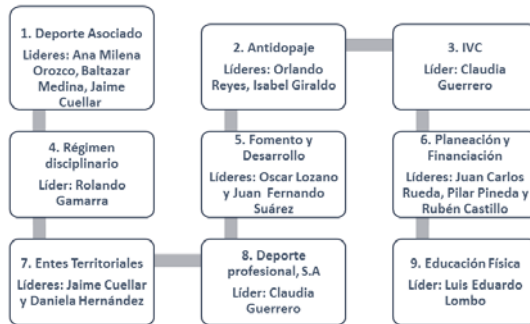 1. Deporte Asociado
Lideres: Ana Milena
Orozco, Baltazar
Medina, Jaime
Cuellar
2. Antidopaje
Líderes: Orlando
Reyes, Isabel Giraldo
3. IVC
Líder: Claudia
Guerrero
4. Régimen
disciplinario
Líder: Rolando
Gamarra
5. Fomento y
Desarrollo
Líderes: Oscar Lozano
y Juan Fernando
Suárez
6. Planeación y
Financiación
Líderes: Juan Carlos
Rueda, Pilar Pineda y
Rubén Castillo
7. Entes Territoriales
Líderes: Jaime Cuellar
y Daniela Hernández
8. Deporte
profesional, S.A
Líder: Claudia
Guerrero
9. Educación Física
Líder: Luis Eduardo
Lombo